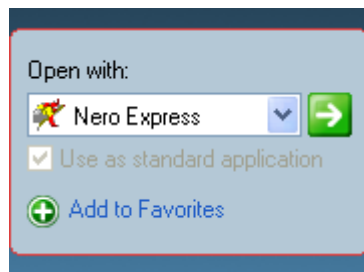 Open with:
Nero Express
Use as standard application
Add to Favorites